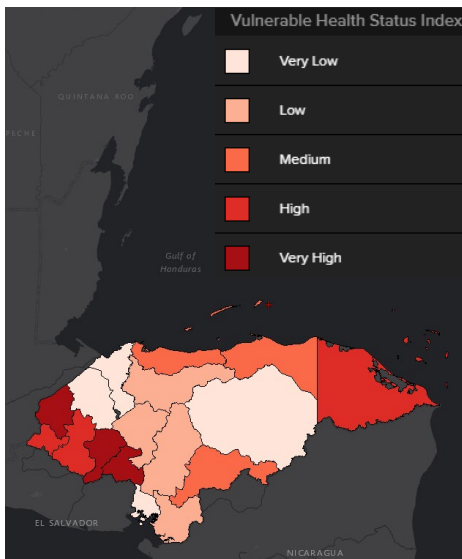 Vulnerable Health Status Index
Very Low
Low
Medium
High
Very High
QUINTANA ROO
PECHE
Gulf of
Honduras
EL SALVADOR
NICARAGUA